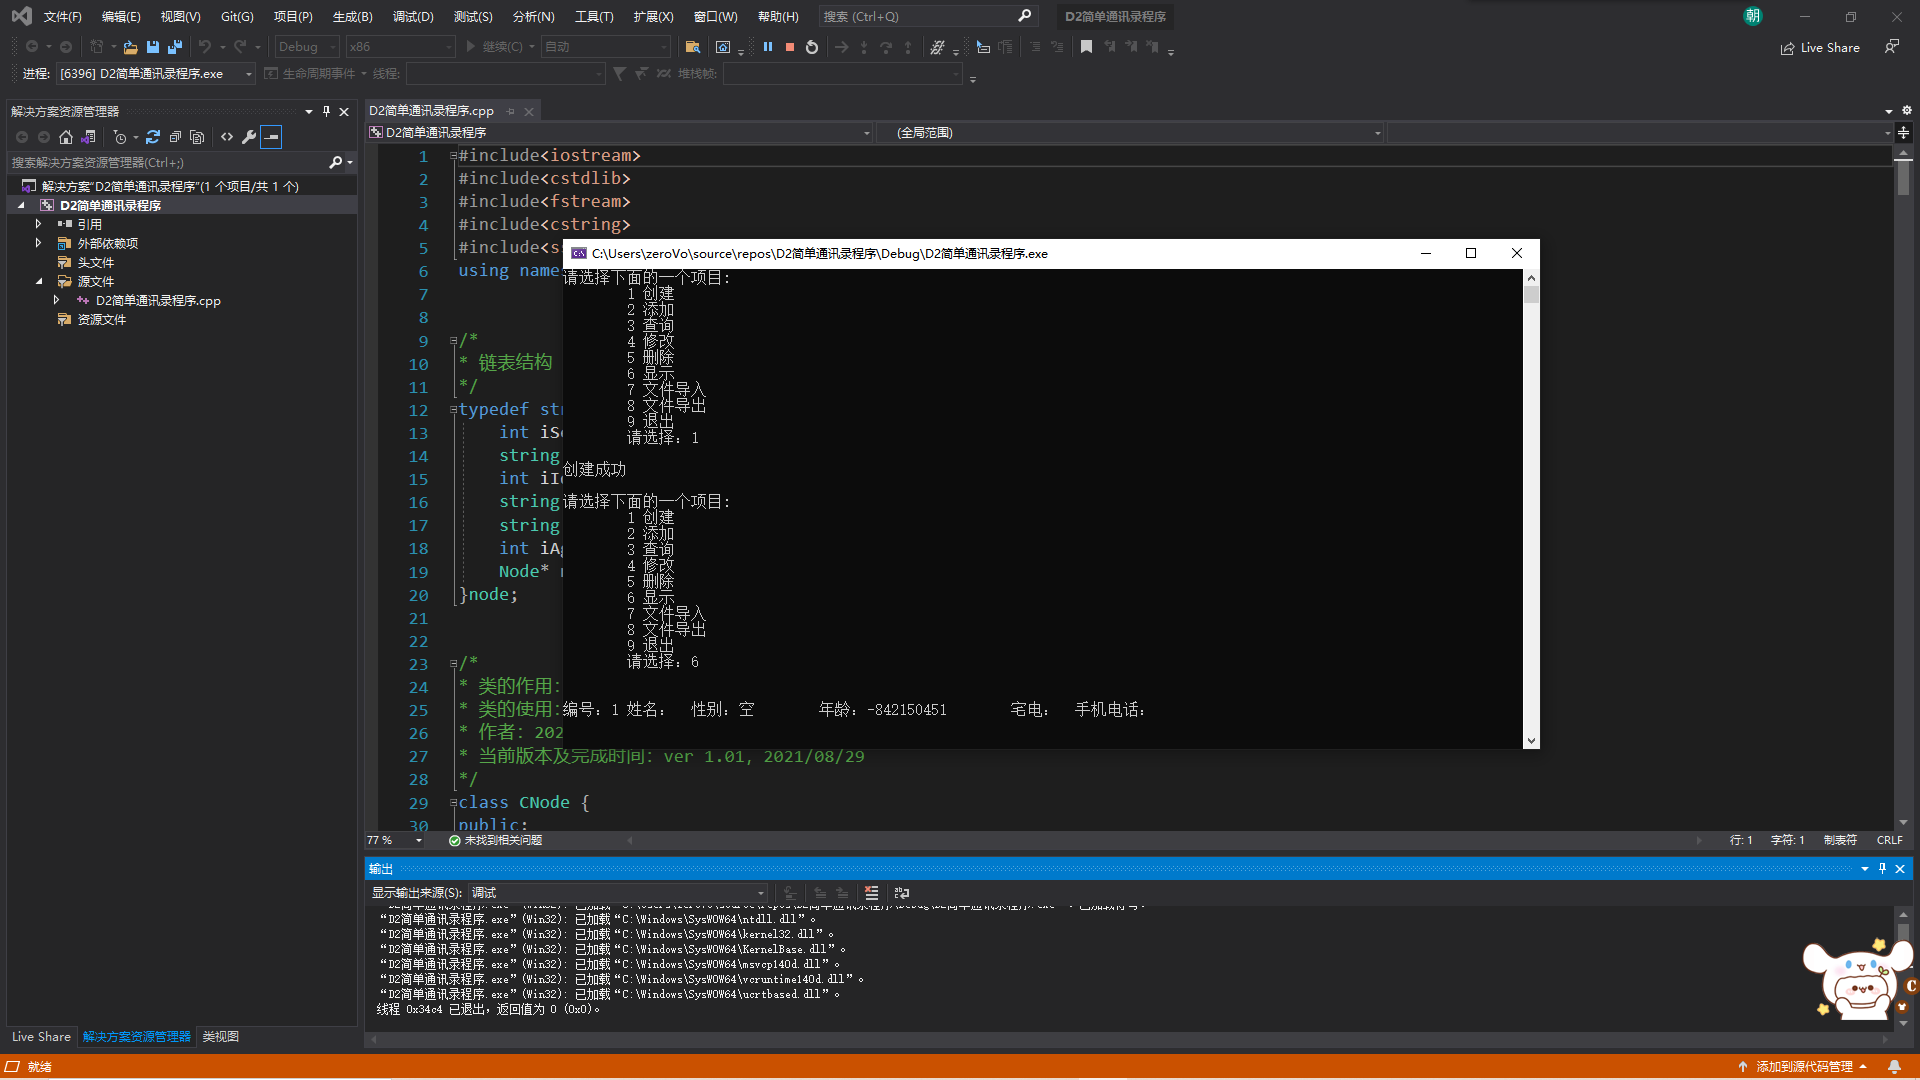 文件(F) 编辑(E) 视图(V) Git(G) 项目(P) 生成(B) 调试(D) 测试(S) 分析(N) 工具(T) 扩展(X) 窗口(W) 帮助(H) 搜索 (Ctrl+Q) D2简单通讯录程序 朝
Debug x86 继续(C) 自动 Live Share
进程: [6396] D2简单通讯录程序.exe 生命周期事件 线程: 堆栈帧:
解决方案资源管理器
搜索解决方案资源管理器(Ctrl+;)
解决方案"D2简单通讯录程序"(1 个项目/共 1 个)
D2简单通讯录程序
引用
外部依赖项
头文件
源文件
D2简单通讯录程序.cpp
资源文件
Live Share 解决方案资源管理器 类视图
D2简单通讯录程序.cpp
D2简单通讯录程序 (全局范围)
1 #include<iostream>
2 #include<cstdlib>
3 #include<fstream>
4 #include<cstring>
5 #include<s
6 using name
7
8
9 /*
10 * 链表结构
11 */
12 typedef str
13 int iS
14 string
15 int iI
16 string
17 string
18 int iA
19 Node*
20 }node;
21
22
23 /*
24 * 类的作用:
25 * 类的使用:
26 * 作者: 202
27 * 当前版本及完成时间: ver 1.01, 2021/08/29
28 */
29 class CNode {
30 public:
C:\Users\zeroVo\source\repos\D2简单通讯录程序\Debug\D2简单通讯录程序.exe
请选择下面的一个项目:
1 创建
2 添加
3 查询
4 修改
5 删除
6 显示
7 文件导入
8 文件导出
9 退出
请选择: 1
创建成功
请选择下面的一个项目:
1 创建
2 添加
3 查询
4 修改
5 删除
6 显示
7 文件导入
8 文件导出
9 退出
请选择: 6
编号: 1 姓名: 性别: 空 年龄: -842150451 宅电: 手机电话:
77 % 未找到相关问题 行: 1 字符: 1 制表符 CRLF
输出
显示输出来源(S): 调试
“D2简单通讯录程序.exe”(Win32): 已加载“C:\Windows\SysWOW64\ntdll.dll”。
“D2简单通讯录程序.exe”(Win32): 已加载“C:\Windows\SysWOW64\kernel32.dll”。
“D2简单通讯录程序.exe”(Win32): 已加载“C:\Windows\SysWOW64\KernelBase.dll”。
“D2简单通讯录程序.exe”(Win32): 已加载“C:\Windows\SysWOW64\msvcp140d.dll”。
“D2简单通讯录程序.exe”(Win32): 已加载“C:\Windows\SysWOW64\vcruntime140d.dll”。
“D2简单通讯录程序.exe”(Win32): 已加载“C:\Windows\SysWOW64\ucrtbased.dll”。
线程 0x34c4 已退出，返回值为 0 (0x0)。
就绪 添加到源代码管理